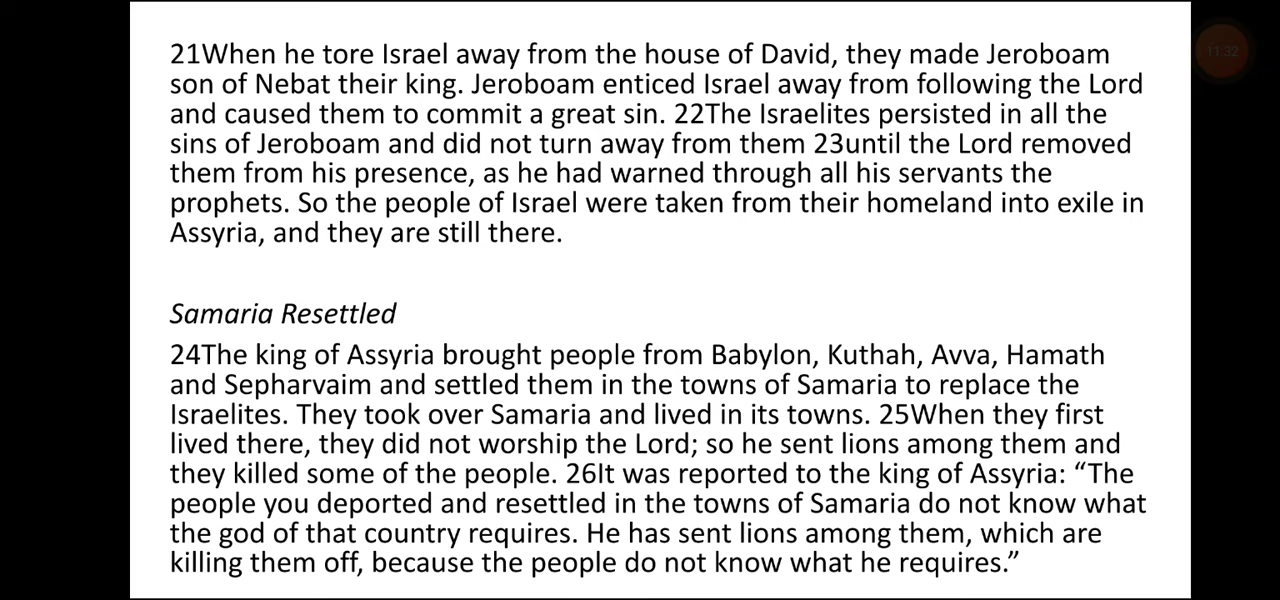 21When he tore Israel away from the house of David, they made Jeroboam
son of Nebat their king. Jeroboam enticed Israel away from following the Lord
and caused them to commit a great sin. 22The Israelites persisted in all the
sins of Jeroboam and did not turn away from them 23until the Lord removed
them from his presence, as he had warned through all his servants the
prophets. So the people of Israel were taken from their homeland into exile in
Assyria, and they are still there.
Samaria Resettled
24The king of Assyria brought people from Babylon, Kuthah, Avva, Hamath
and Sepharvaim and settled them in the towns of Samaria to replace the
Israelites. They took over Samaria and lived in its towns. 25When they first
lived there, they did not worship the Lord; so he sent lions among them and
they killed some of the people. 26It was reported to the king of Assyria: “The
people you deported and resettled in the towns of Samaria do not know what
the god of that country requires. He has sent lions among them, which are
killing them off, because the people do not know what he requires.”
11:32